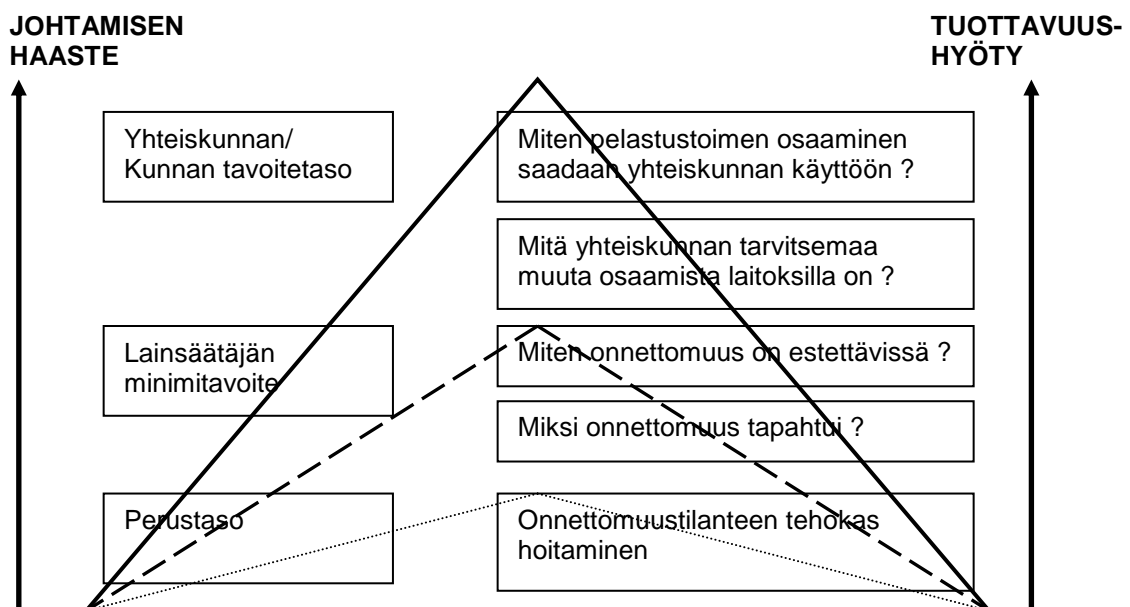 JOHTAMISEN
HAASTE
TUOTTAVUUS-
HYÖTY
Yhteiskunnan/
Kunnan tavoitetaso
Miten pelastustoimen osaaminen
saadaan yhteiskunnan käyttöön ?
Mitä yhteiskunnan tarvitsemaa
muuta osaamista laitoksilla on ?
Lainsäätäjän
minimitavoite
Miten onnettomuus on estettävissä ?
Miksi onnettomuus tapahtui ?
Perustaso
Onnettomuustilanteen tehokas
hoitaminen